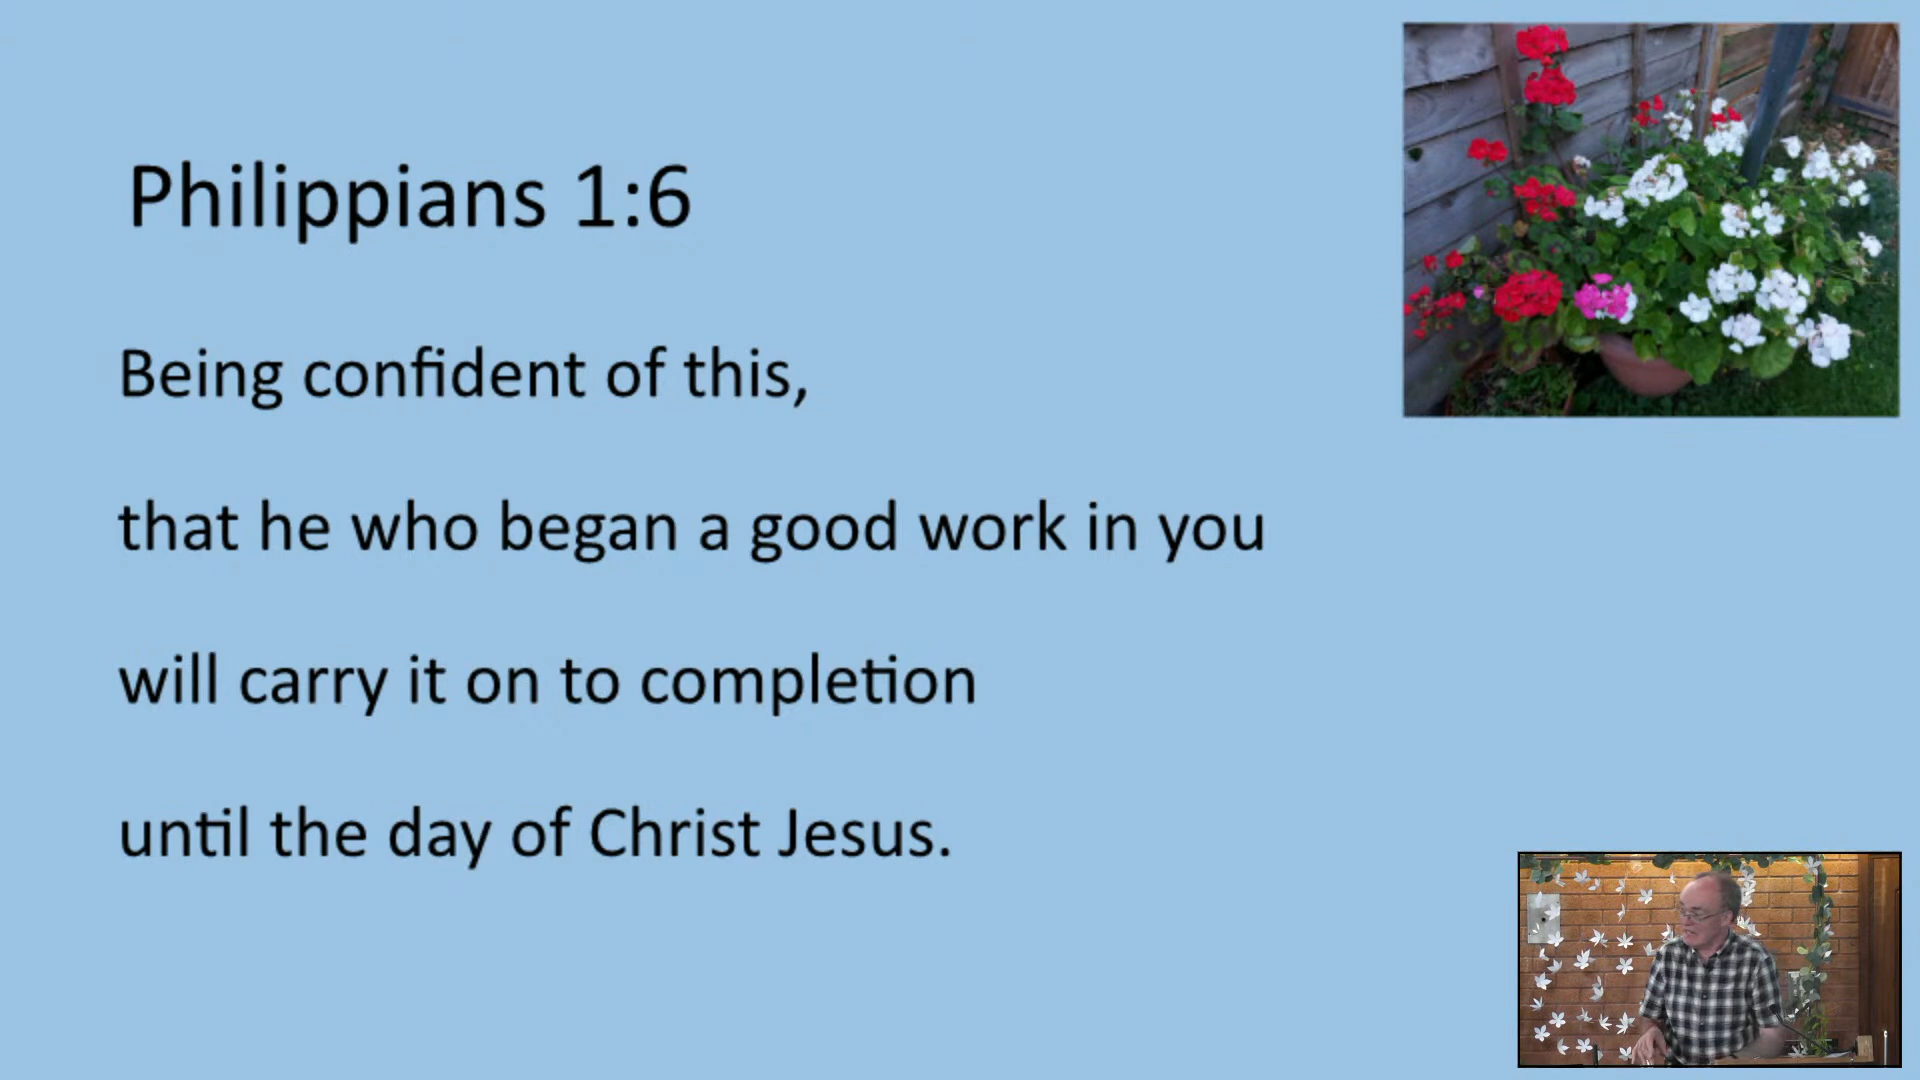 Philippians 1:6
Being confident of this,
that he who began a good work in you
will carry it on to completion
until the day of Christ Jesus.